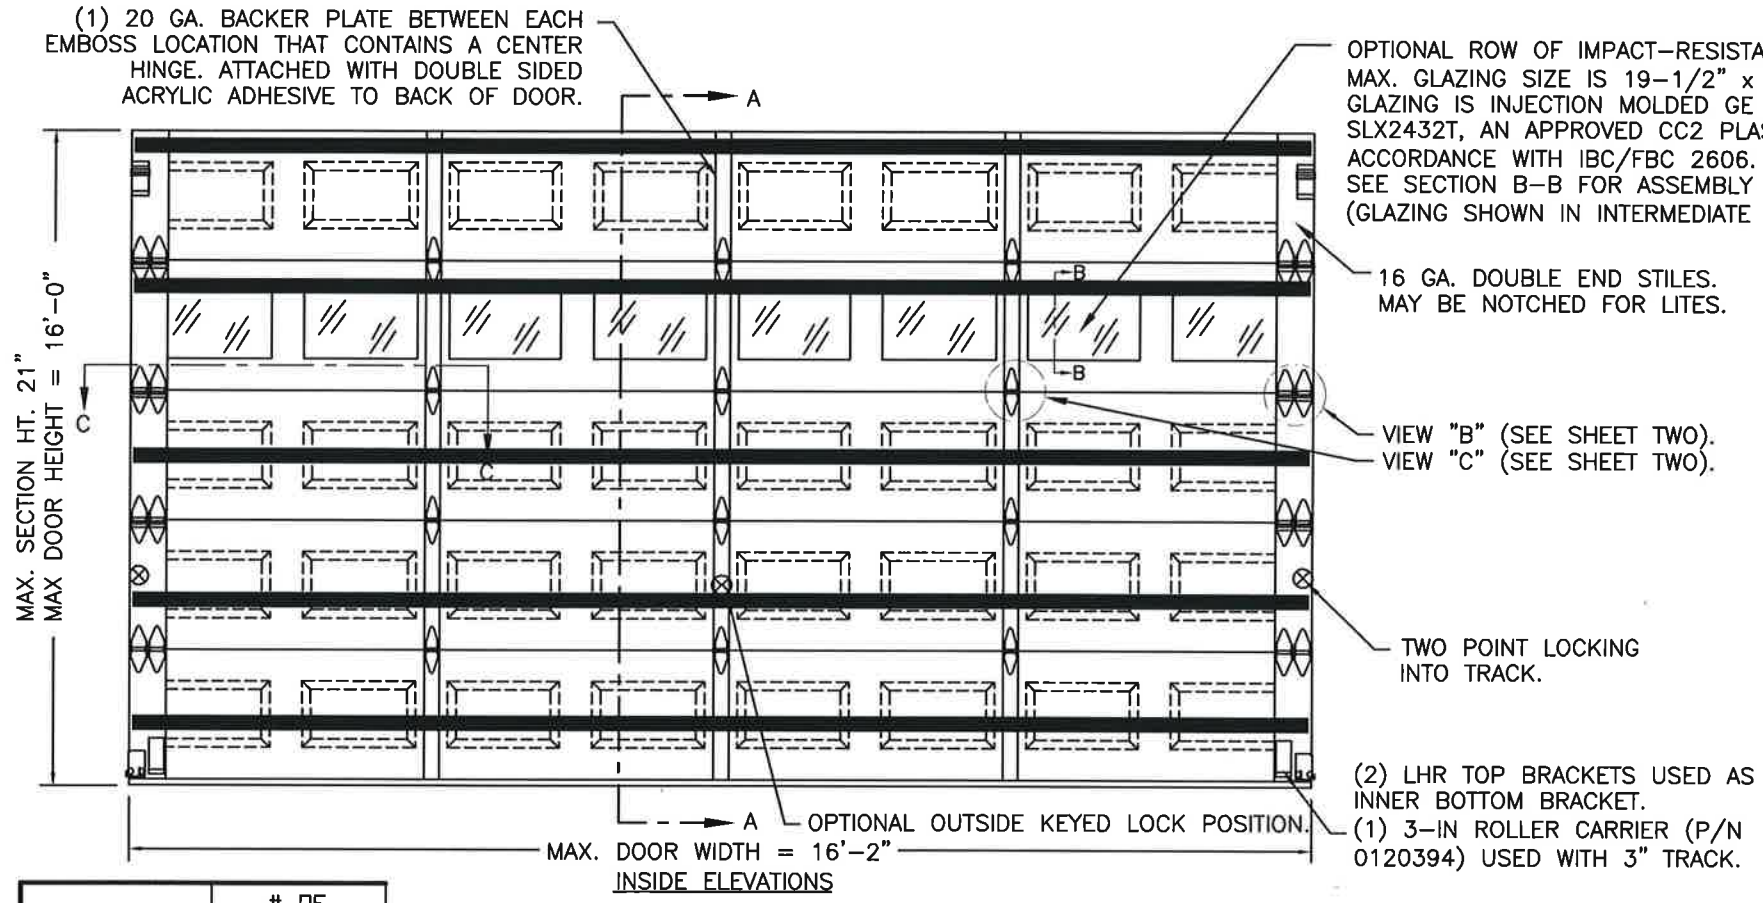 (1) 20 GA. BACKER PLATE BETWEEN EACH
EMBOSS LOCATION THAT CONTAINS A CENTER
HINGE. ATTACHED WITH DOUBLE SIDED
ACRYLIC ADHESIVE TO BACK OF DOOR.
A
OPTIONAL ROW OF IMPACT-RESISTA
MAX. GLAZING SIZE IS 19-1/2" x
GLAZING IS INJECTION MOLDED GE
SLX2432T, AN APPROVED CC2 PLAS
ACCORDANCE WITH IBC/FBC 2606.
SEE SECTION B-B FOR ASSEMBLY
(GLAZING SHOWN IN INTERMEDIATE
16 GA. DOUBLE END STILES.
MAY BE NOTCHED FOR LITES.
B
B
C
C
MAX. SECTION HT. 21"
MAX DOOR HEIGHT = 16'-0"
VIEW "B" (SEE SHEET TWO).
VIEW "C" (SEE SHEET TWO).
TWO POINT LOCKING
INTO TRACK.
(2) LHR TOP BRACKETS USED AS
INNER BOTTOM BRACKET.
(1) 3-IN ROLLER CARRIER (P/N
0120394) USED WITH 3" TRACK.
A
OPTIONAL OUTSIDE KEYED LOCK POSITION.
MAX. DOOR WIDTH = 16'-2"
INSIDE ELEVATIONS
# OF